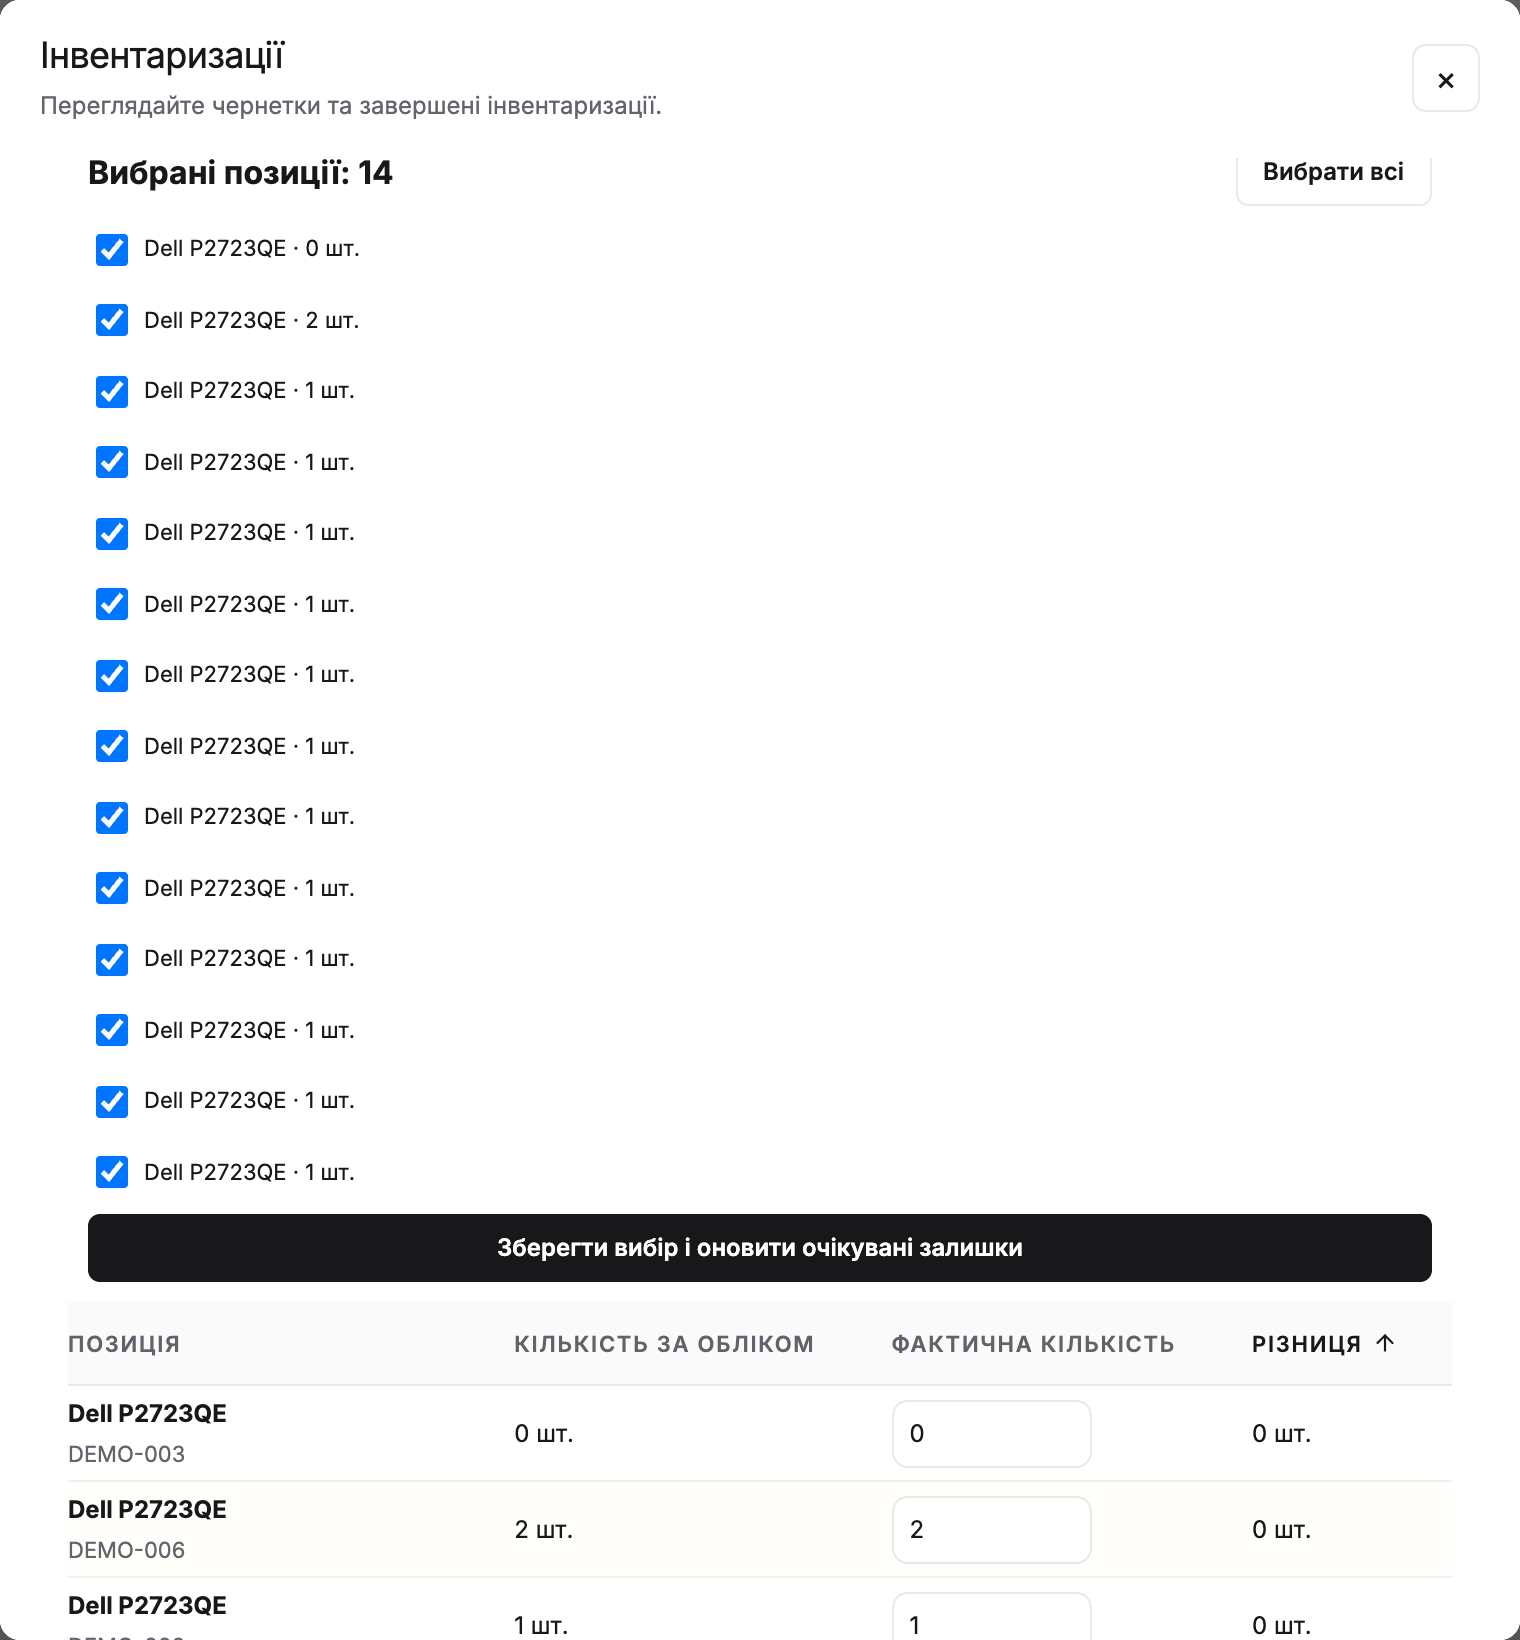 Інвентаризації
Переглядайте чернетки та завершені інвентаризації.
Вибрані позиції: 14
Вибрати всі
Dell P2723QE · 0 шт.
Dell P2723QE · 2 шт.
Dell P2723QE · 1 шт.
Dell P2723QE · 1 шт.
Dell P2723QE · 1 шт.
Dell P2723QE · 1 шт.
Dell P2723QE · 1 шт.
Dell P2723QE · 1 шт.
Dell P2723QE · 1 шт.
Dell P2723QE · 1 шт.
Dell P2723QE · 1 шт.
Dell P2723QE · 1 шт.
Dell P2723QE · 1 шт.
Dell P2723QE · 1 шт.
Зберегти вибір і оновити очікувані залишки
ПОЗИЦІЯ КІЛЬКІСТЬ ЗА ОБЛІКОМ ФАКТИЧНА КІЛЬКІСТЬ РІЗНИЦЯ ↑
Dell P2723QE
DEMO-003
0 шт. 0 0 шт.
Dell P2723QE
DEMO-006
2 шт. 2 0 шт.
Dell P2723QE
1 шт. 1 0 шт.